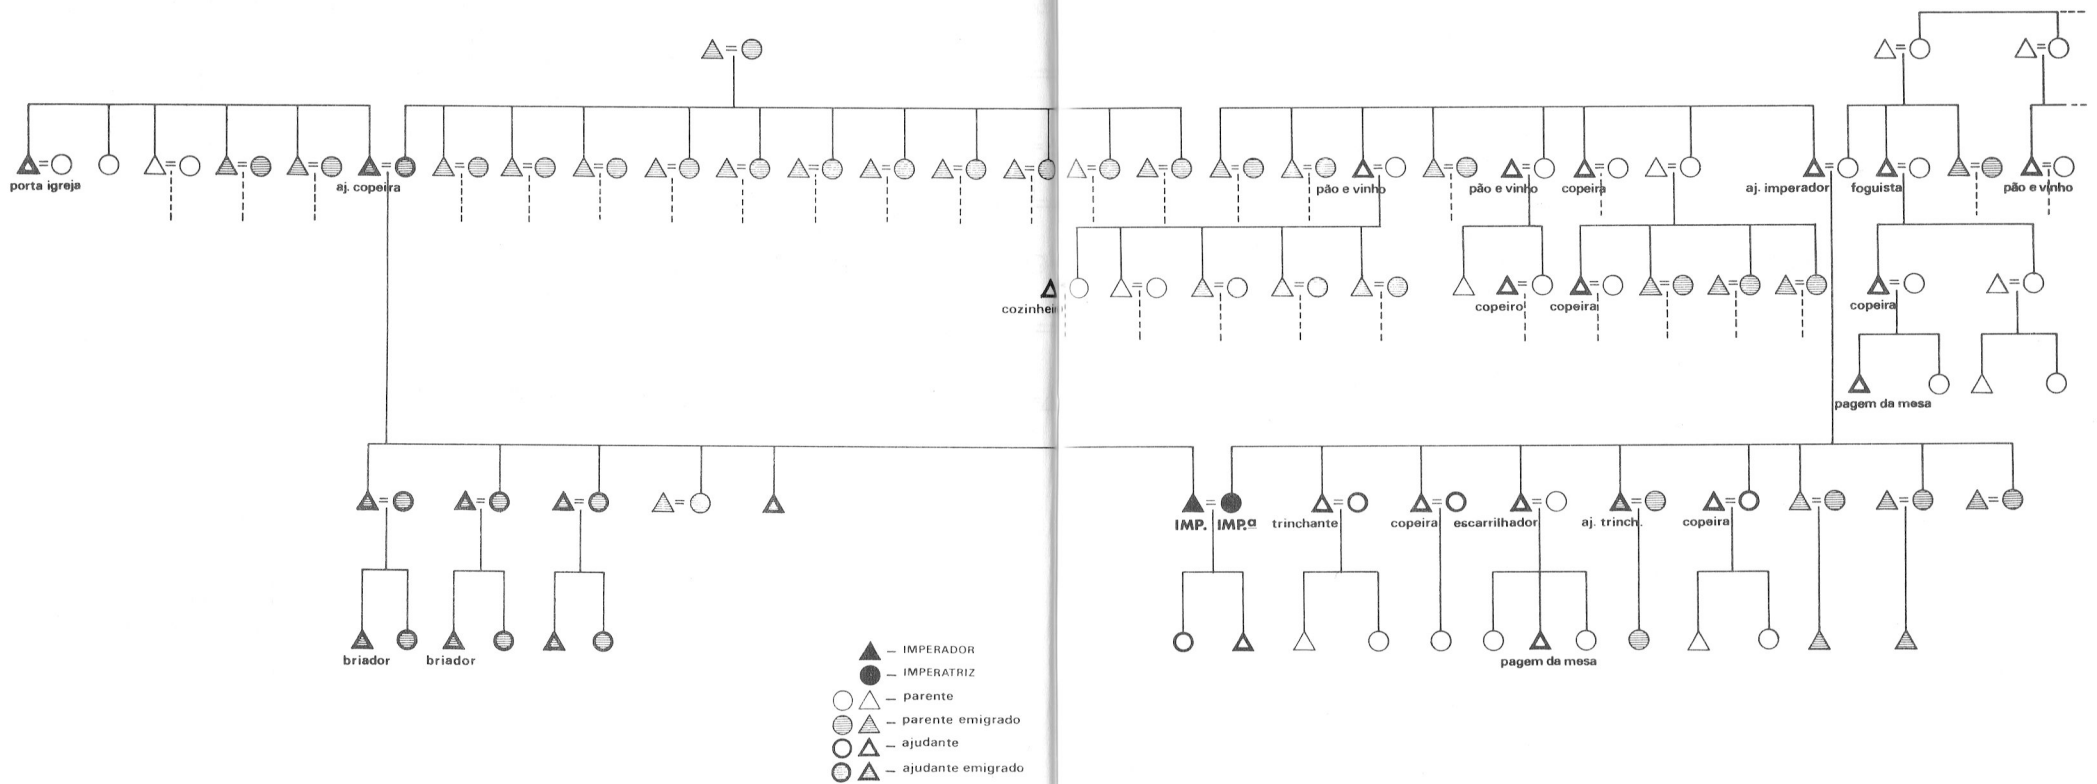 porta igreja
aj. copeira
pão e vinho
pão e vinho
copeira
aj. imperador
foguista
pão e vinho
cozinhei
copeiro
copeira
copeira
pagem da mesa
IMP.
IMP.ª
trinchante
copeira
escarrilhador
aj. trinch.
copeira
briador
briador
pagem da mesa
– IMPERADOR
– IMPERATRIZ
– parente
– parente emigrado
– ajudante
– ajudante emigrado